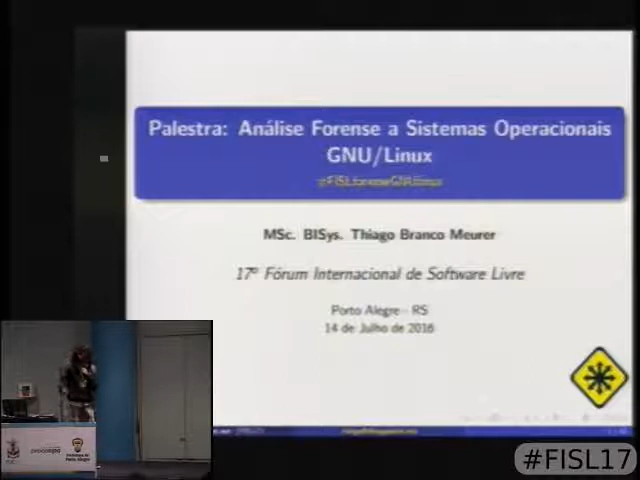 Palestra: Análise Forense a Sistemas Operacionais
GNU/Linux
MSc. BISys. Thiago Branco Meurer
17º Fórum Internacional de Software Livre
Porto Alegre - RS
14 de Julho de 2016
#FISL17